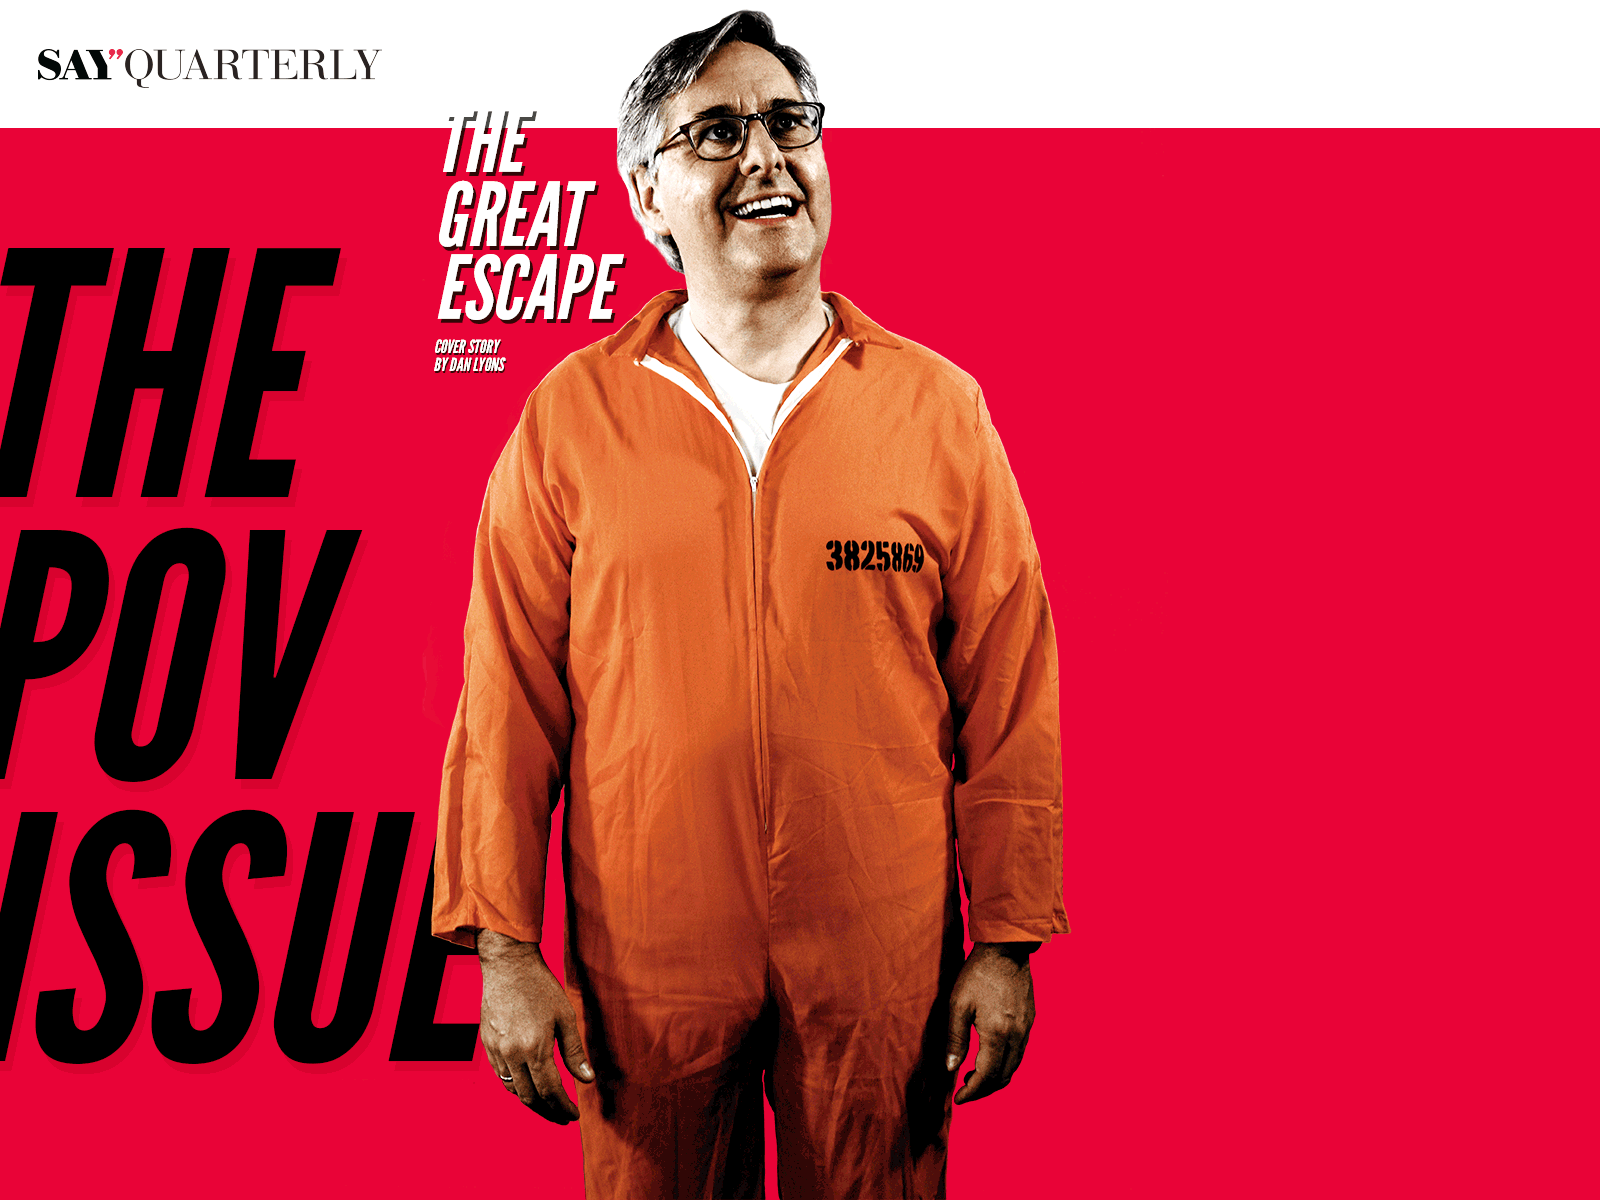 SAY”QUARTERLY
THE
GREAT
ESCAPE
COVER STORY
BY DAN LYONS
THE
POV
ISSUE
3825869